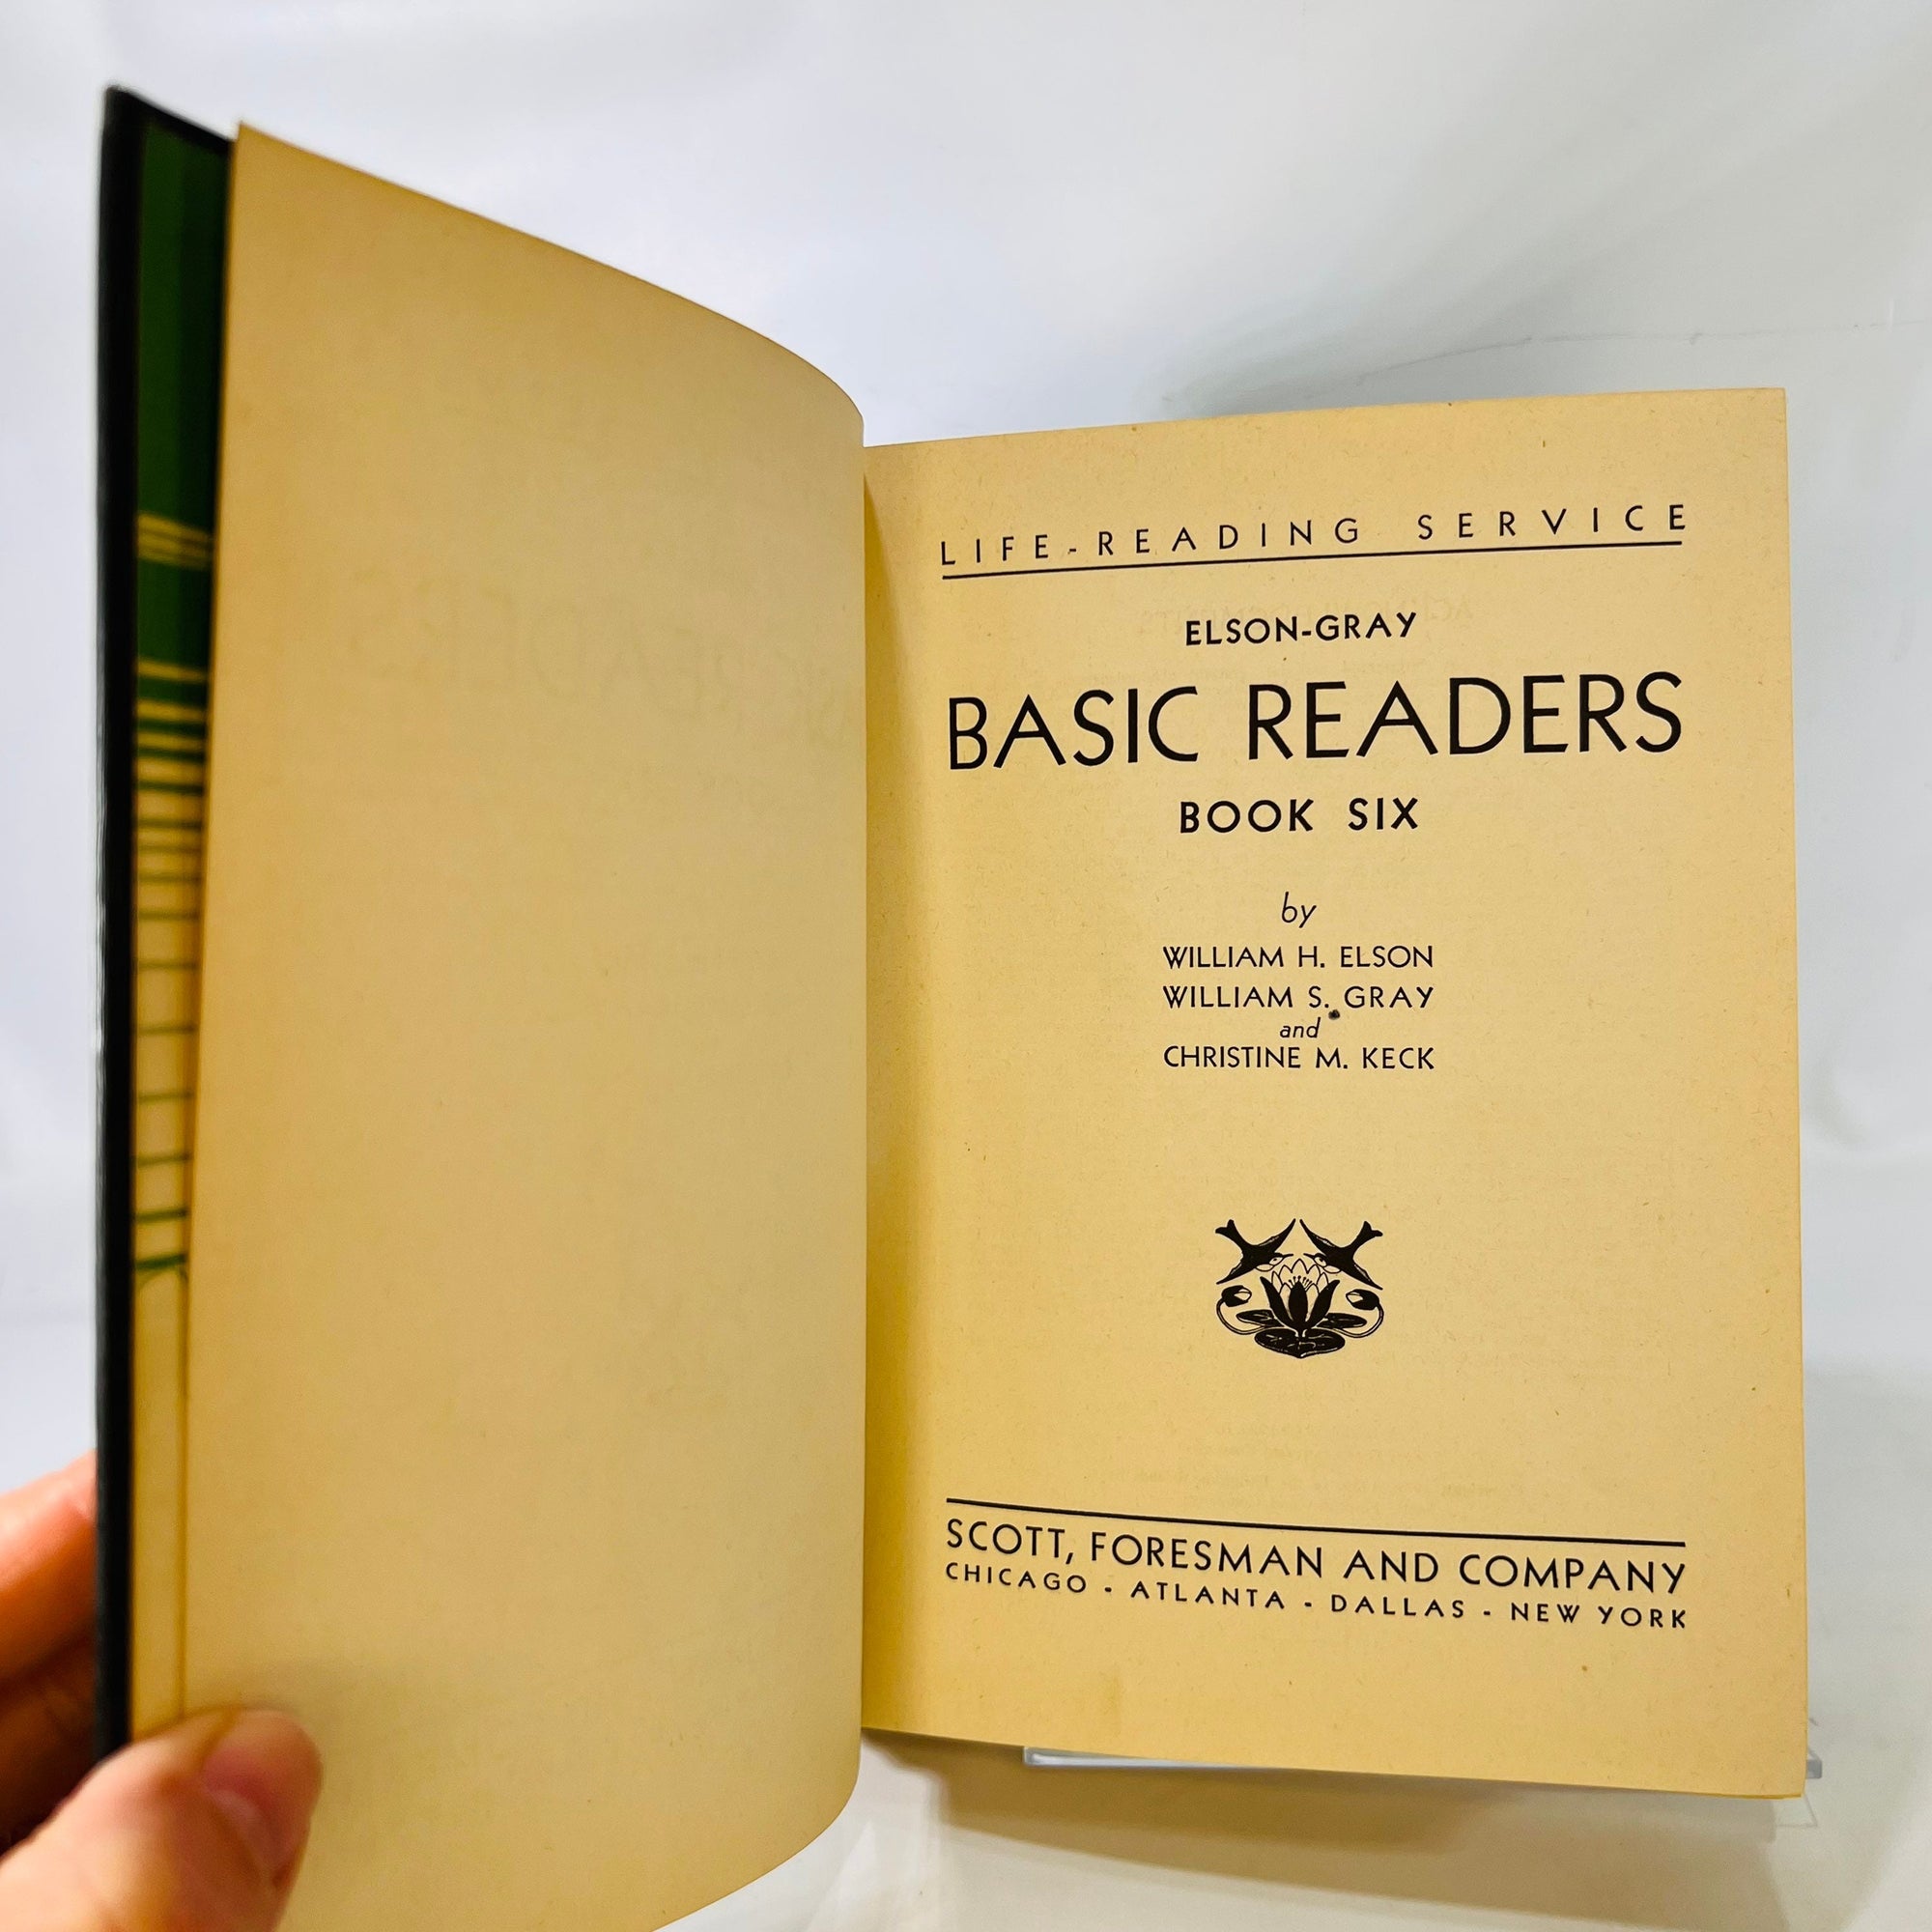 LIFE-READING SERVICE
ELSON-GRAY
BASIC READERS
BOOK SIX
by
WILLIAM H. ELSON
WILLIAM S. GRAY
and
CHRISTINE M. KECK
SCOTT, FORESMAN AND COMPANY
CHICAGO - ATLANTA - DALLAS - NEW YORK